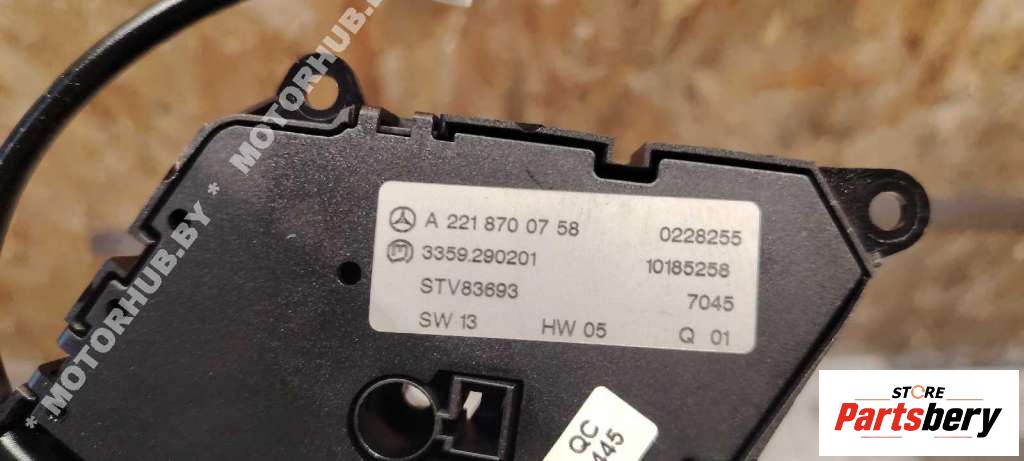 A 221 870 07 58 0228255
3359.290201 10185258
STV83693 7045
SW 13 HW 05 Q 01
QC
445
* MOTORHUB.BY * MOTORHUB.BY
STORE
Partsbery